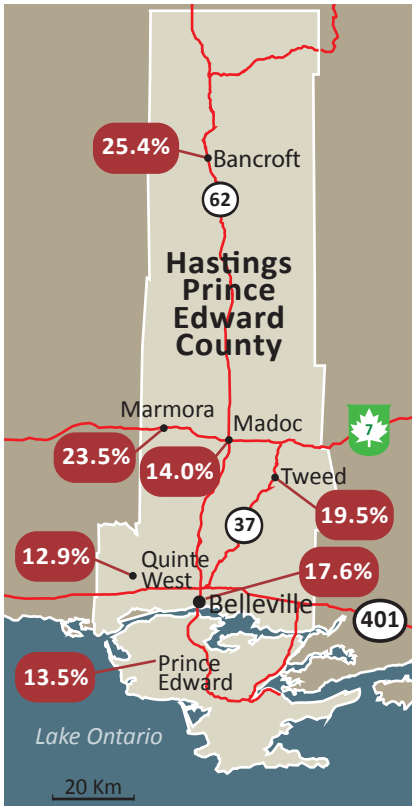 25.4%
Bancroft
62
Hastings
Prince
Edward
County
Marmora
Madoc
7
23.5%
14.0%
Tweed
19.5%
37
12.9%
Quinte
West
17.6%
Belleville
401
13.5%
Prince
Edward
Lake Ontario
20 Km